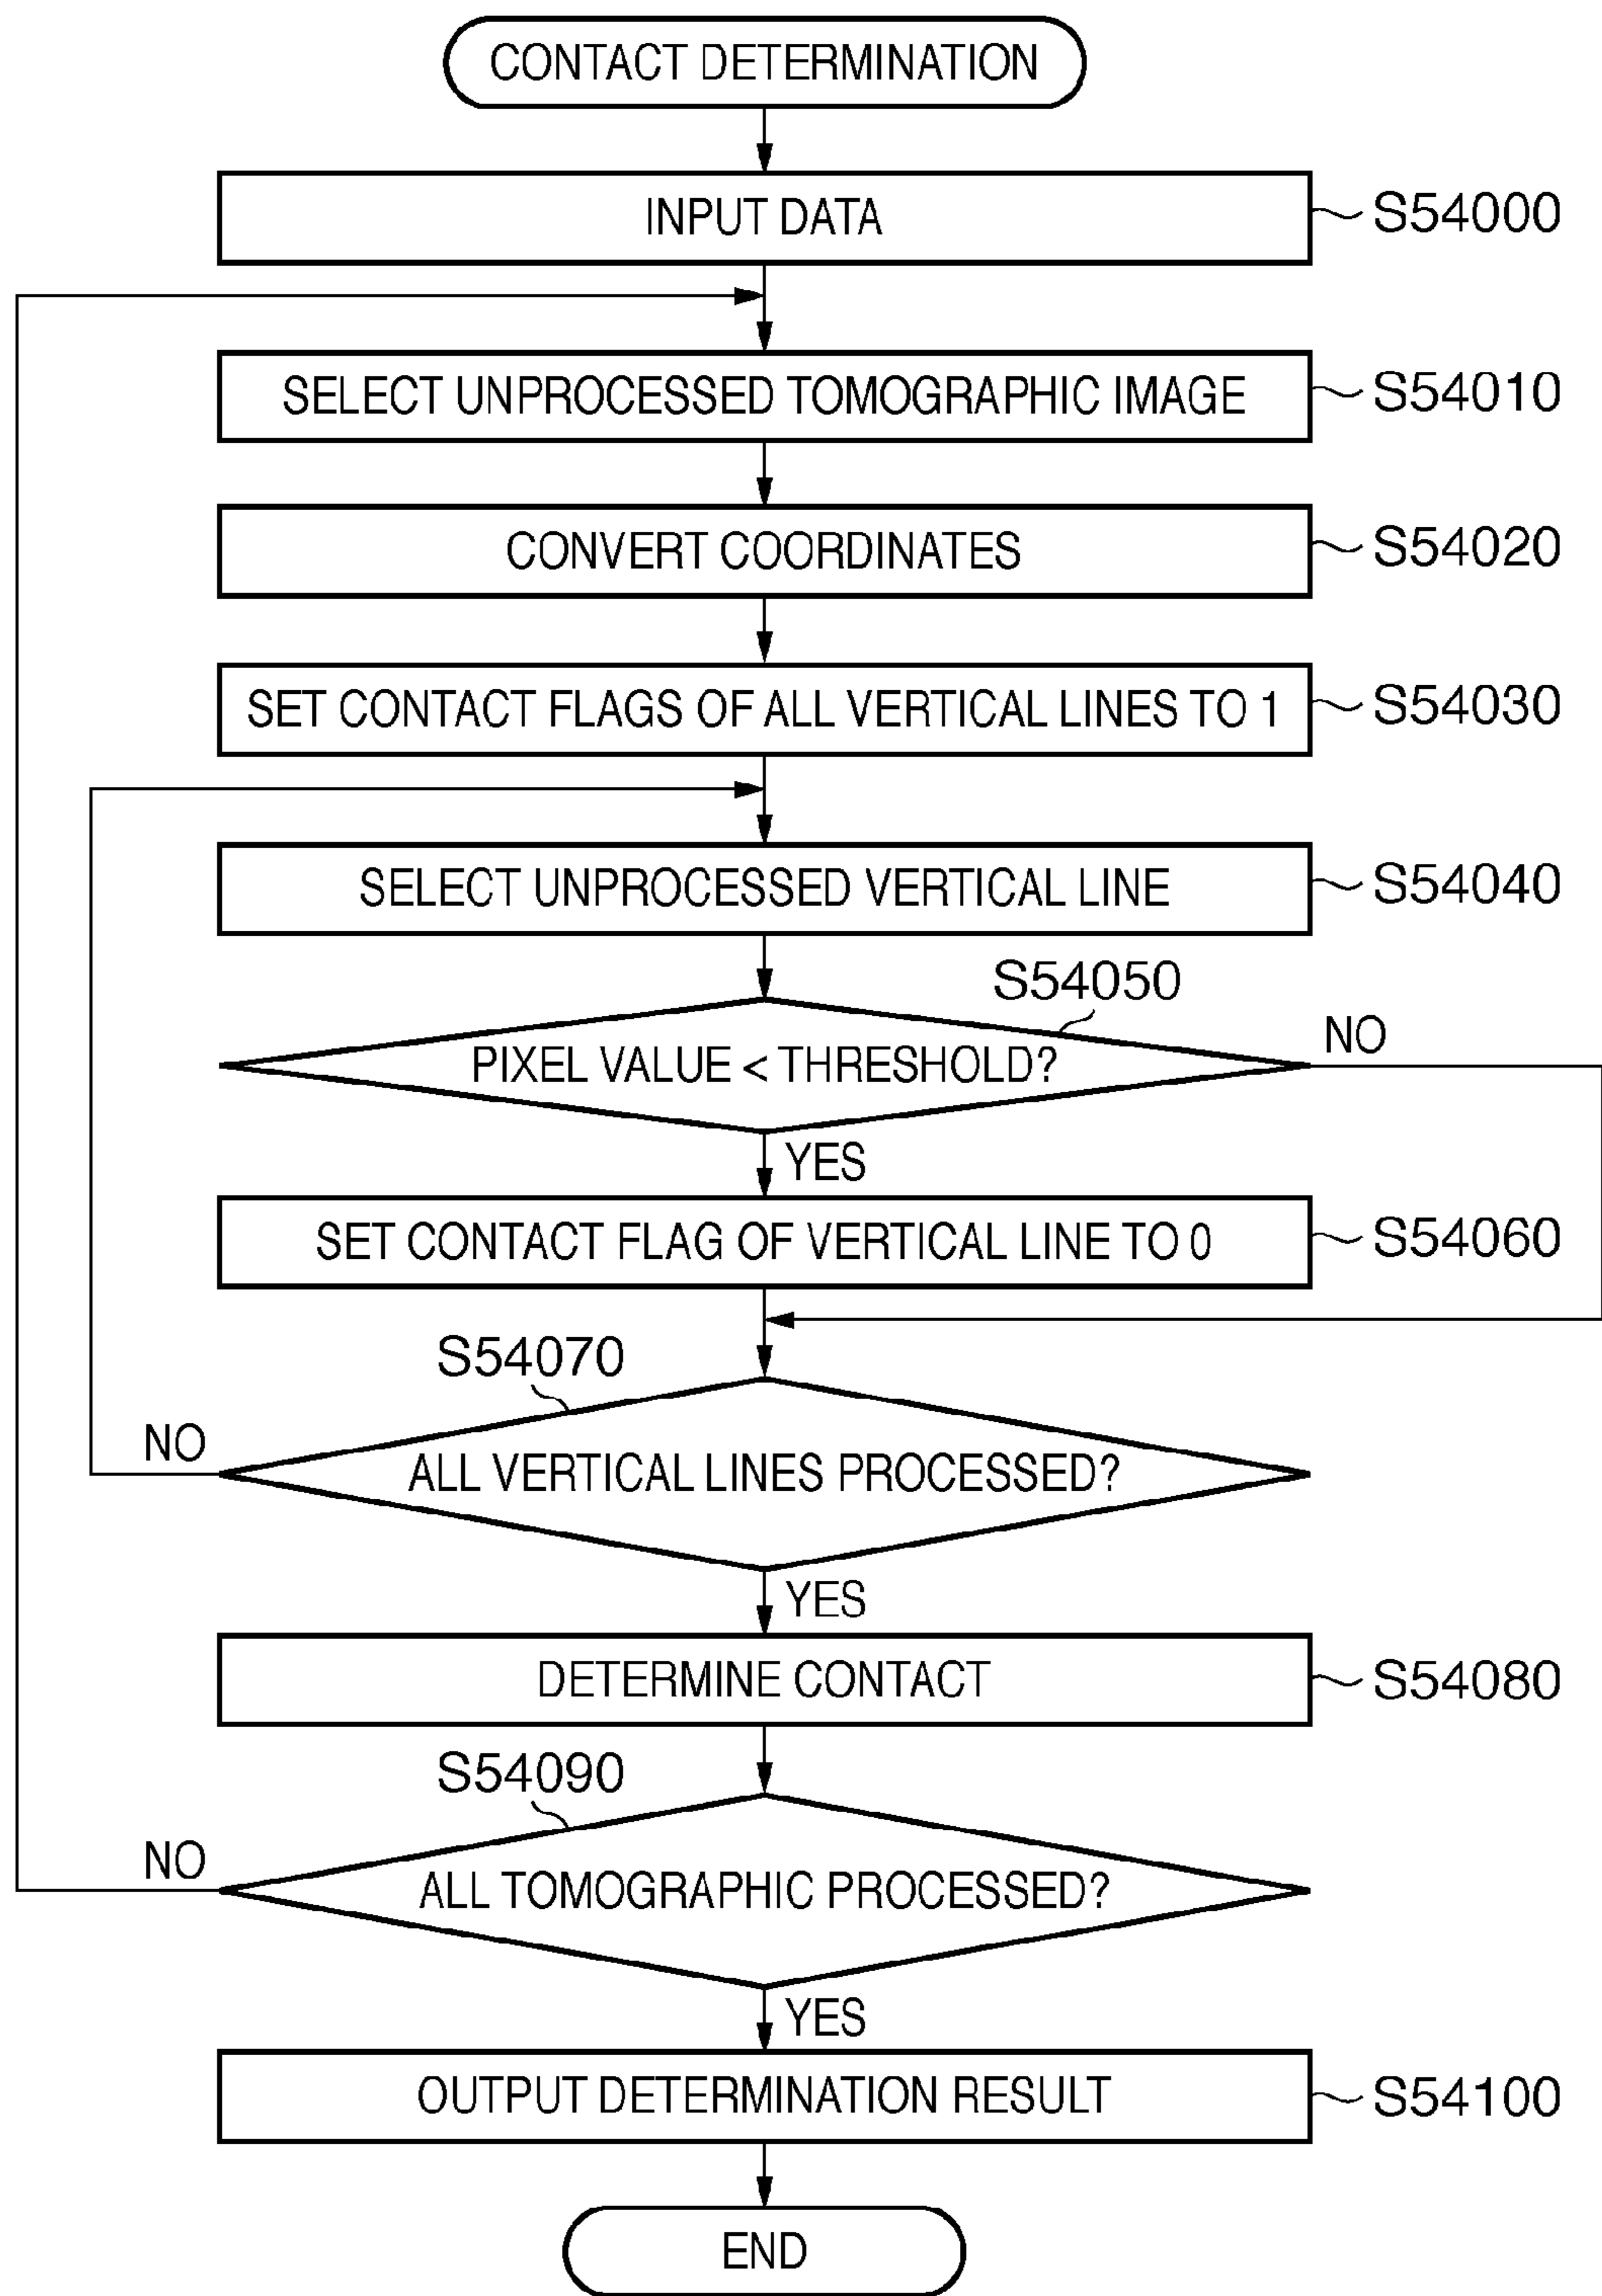 CONTACT DETERMINATION
INPUT DATA
S54000
SELECT UNPROCESSED TOMOGRAPHIC IMAGE
S54010
CONVERT COORDINATES
S54020
SET CONTACT FLAGS OF ALL VERTICAL LINES TO 1
S54030
SELECT UNPROCESSED VERTICAL LINE
S54040
S54050
PIXEL VALUE < THRESHOLD?
NO
YES
SET CONTACT FLAG OF VERTICAL LINE TO 0
S54060
S54070
NO
ALL VERTICAL LINES PROCESSED?
YES
DETERMINE CONTACT
S54080
S54090
NO
ALL TOMOGRAPHIC PROCESSED?
YES
OUTPUT DETERMINATION RESULT
S54100
END